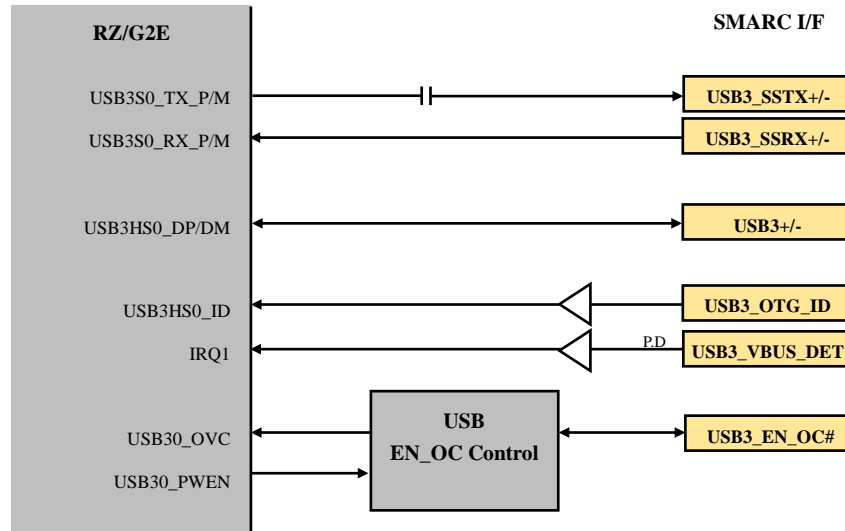 RZ/G2E
SMARC I/F
USB3S0_TX_P/M
USB3_SSTX+/-
USB3S0_RX_P/M
USB3_SSRX+/-
USB3HS0_DP/DM
USB3+/-
USB3HS0_ID
USB3_OTG_ID
IRQ1
P.D
USB3_VBUS_DET
USB
EN_OC Control
USB30_OVC
USB3_EN_OC#
USB30_PWEN